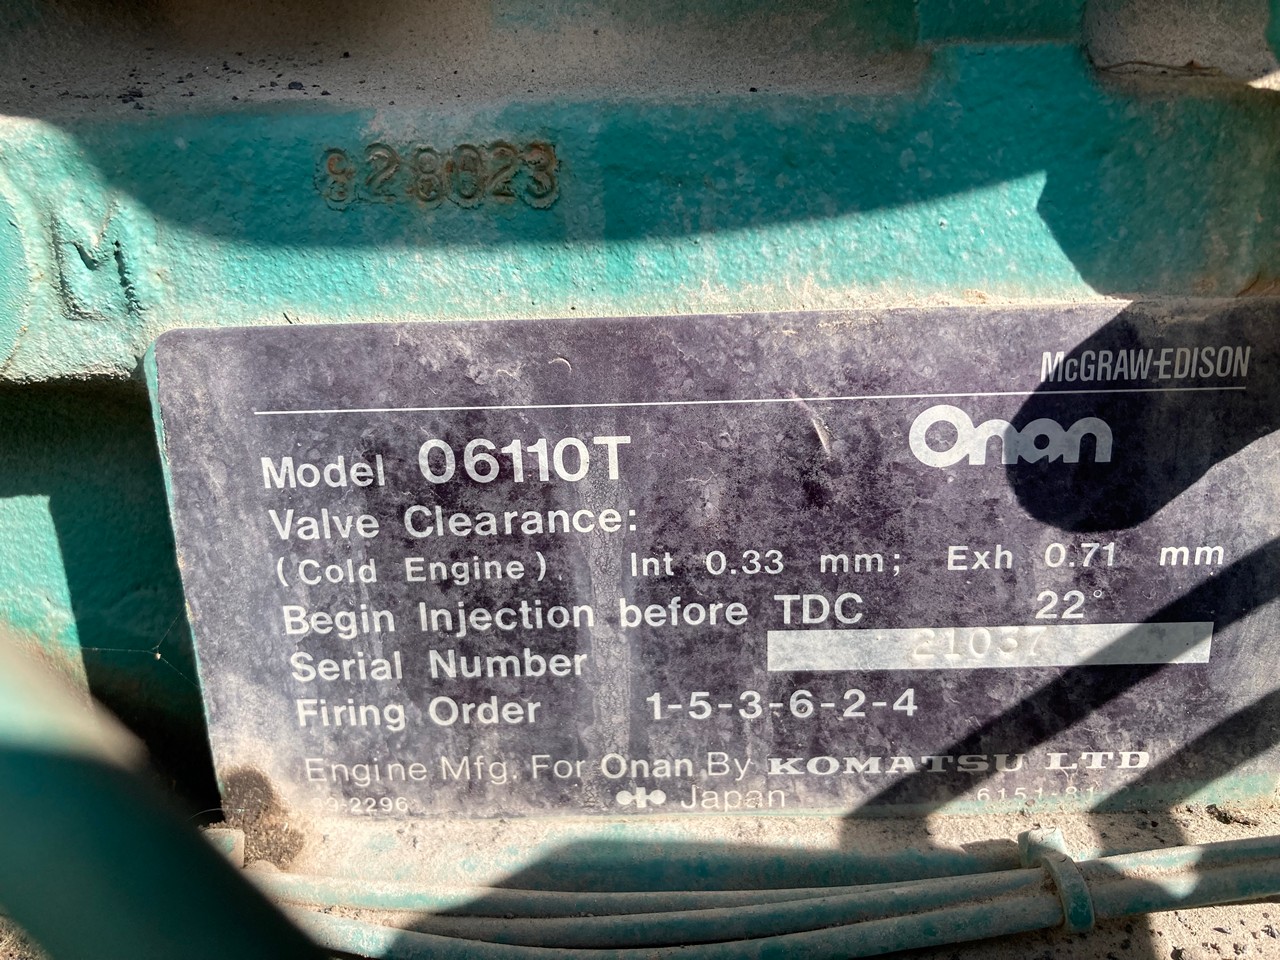 M
McGRAW-EDISON
Onan
Model 06110T
Valve Clearance:
(Cold Engine) Int 0.33 mm; Exh 0.71 mm
Begin Injection before TDC 22°
Serial Number 21037
Firing Order 1-5-3-6-2-4
Engine Mfg. For Onan By KOMATSU LTD
Japan